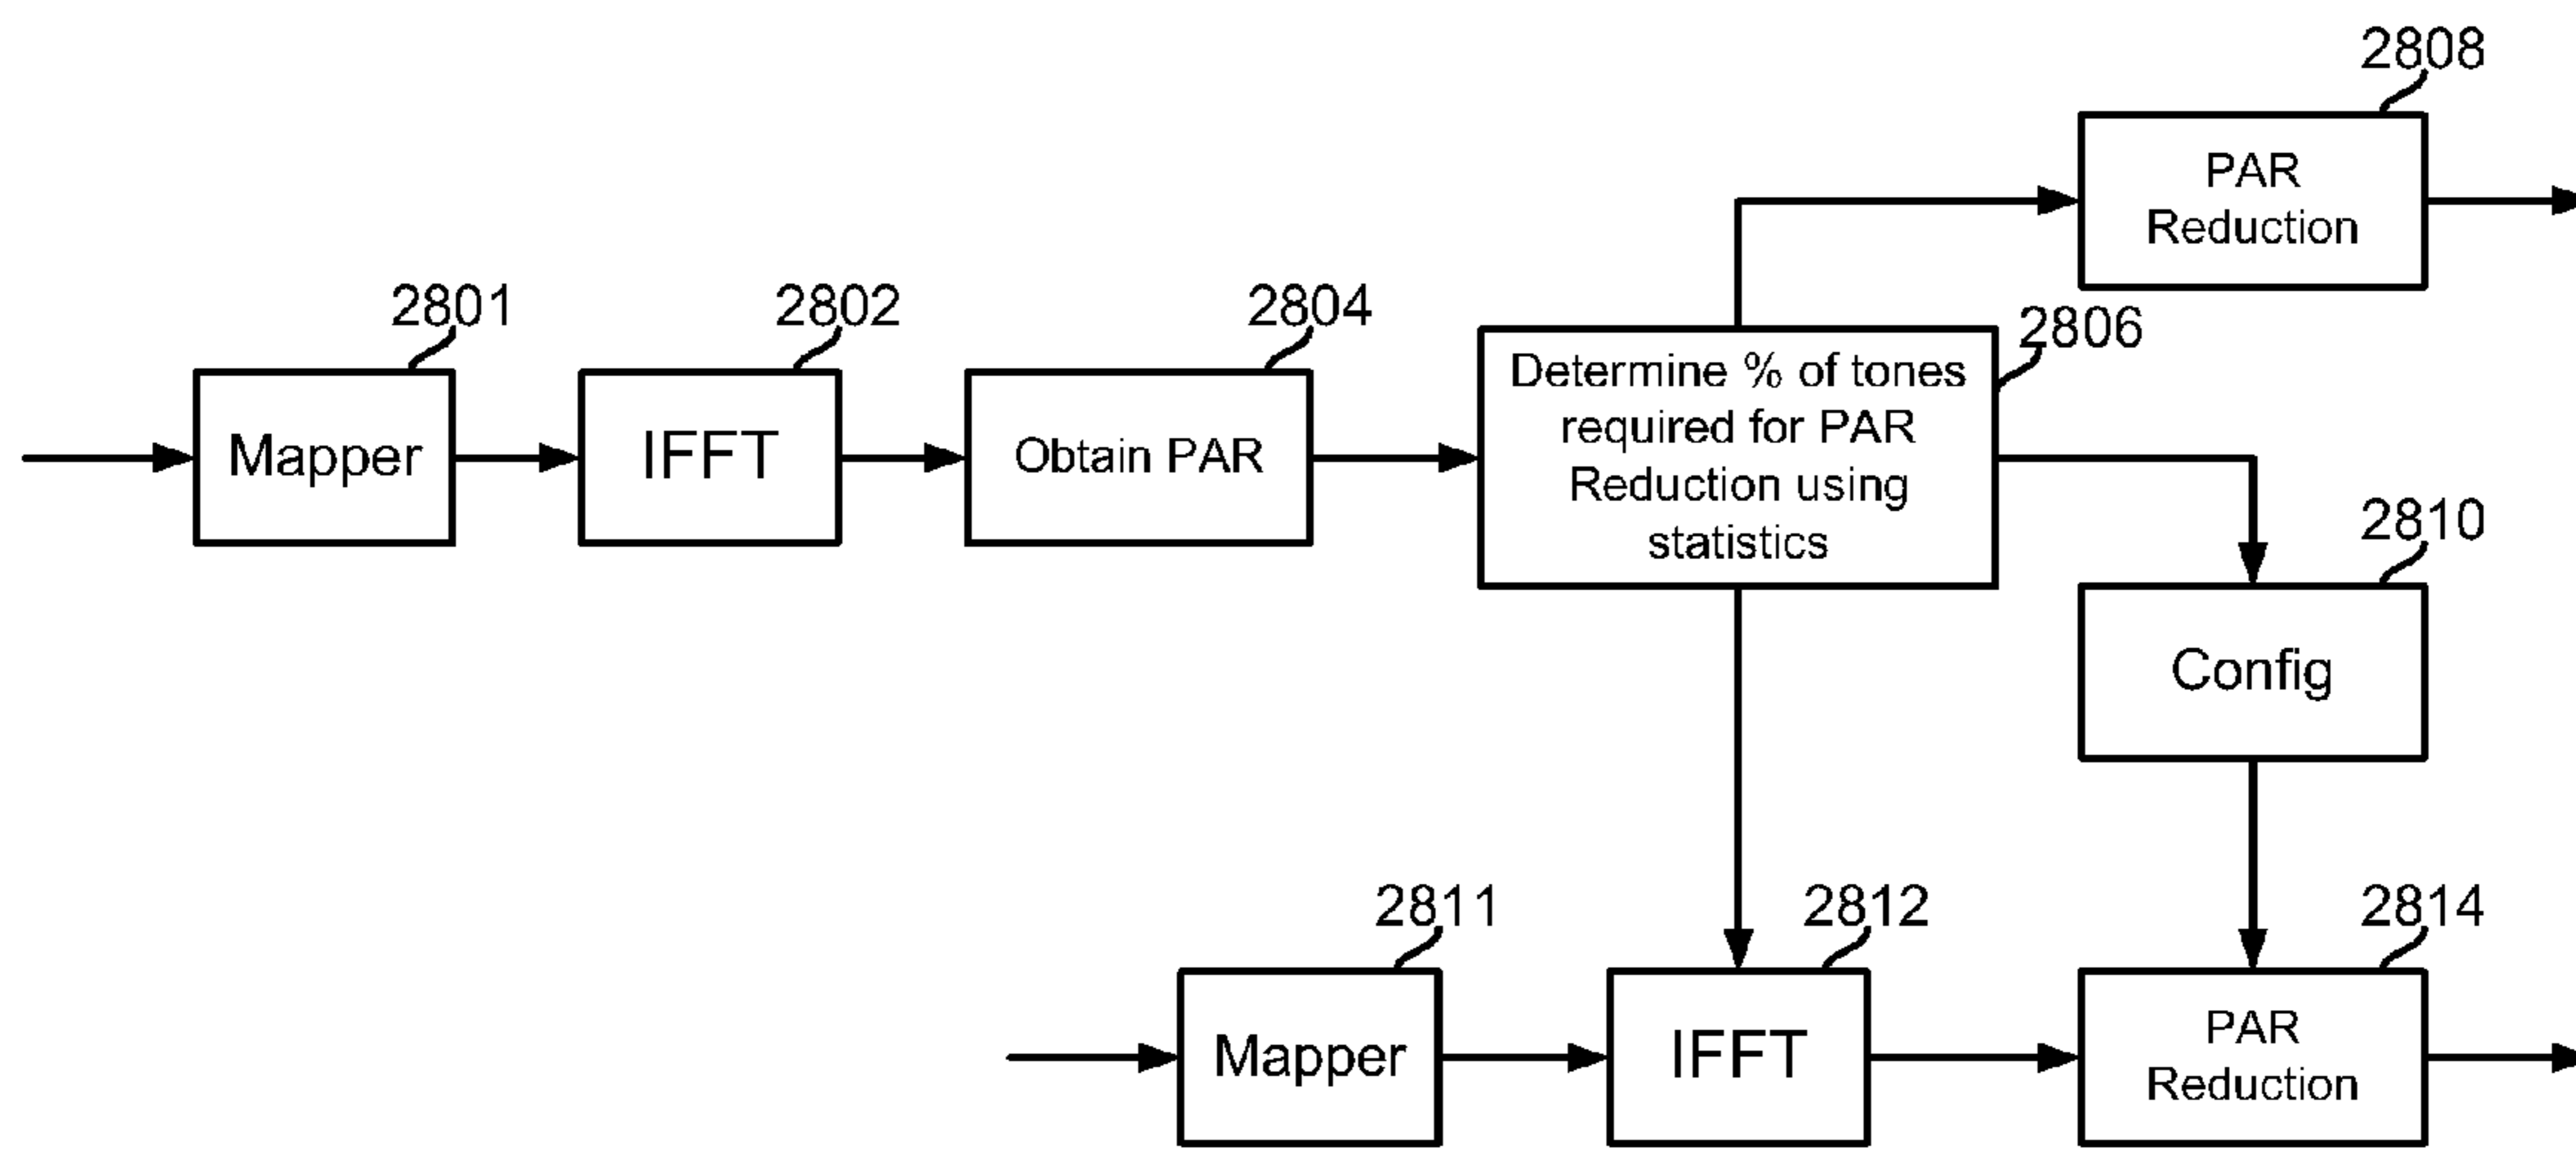 2808
PAR
Reduction
2801
2802
2804
2806
Mapper
IFFT
Obtain PAR
Determine % of tones
required for PAR
Reduction using
statistics
2810
Config
2811
2812
2814
Mapper
IFFT
PAR
Reduction